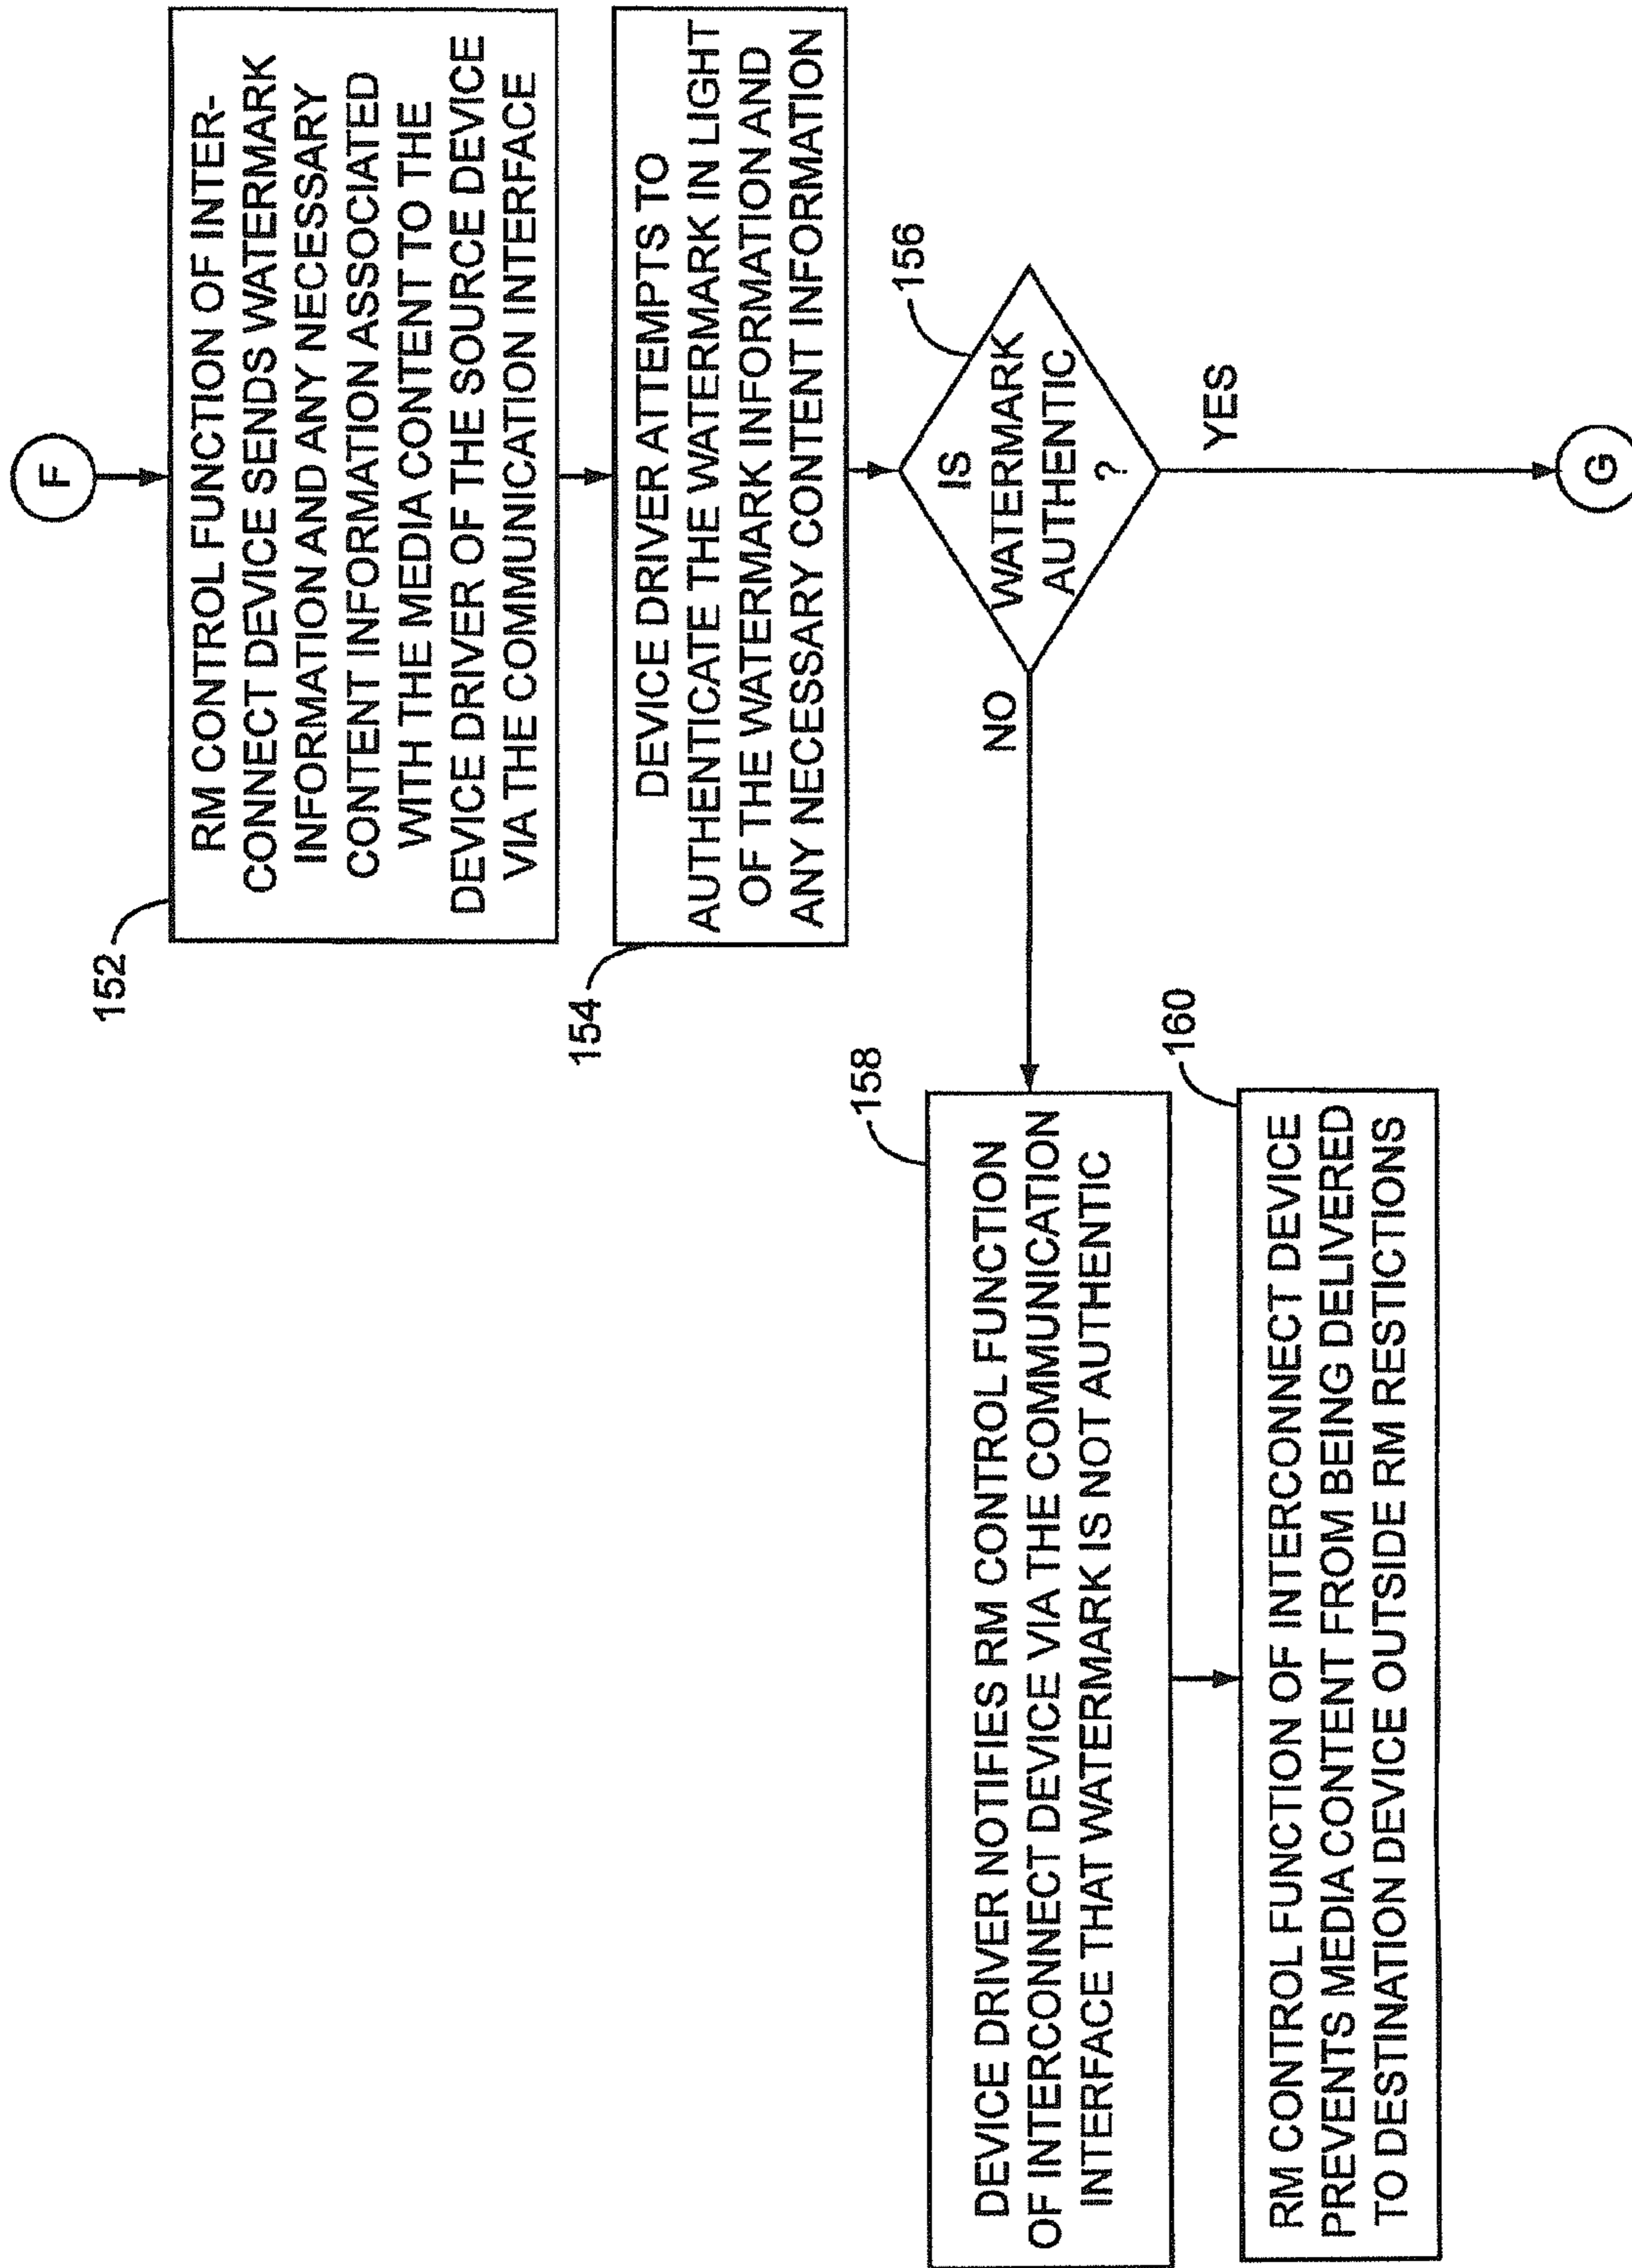 F
152
RM CONTROL FUNCTION OF INTER-
CONNECT DEVICE SENDS WATERMARK
INFORMATION AND ANY NECESSARY
CONTENT INFORMATION ASSOCIATED
WITH THE MEDIA CONTENT TO THE
DEVICE DRIVER OF THE SOURCE DEVICE
VIA THE COMMUNICATION INTERFACE
154
DEVICE DRIVER ATTEMPTS TO
AUTHENTICATE THE WATERMARK IN LIGHT
OF THE WATERMARK INFORMATION AND
ANY NECESSARY CONTENT INFORMATION
156
IS
WATERMARK
AUTHENTIC
?
NO
YES
158
DEVICE DRIVER NOTIFIES RM CONTROL FUNCTION
OF INTERCONNECT DEVICE VIA THE COMMUNICATION
INTERFACE THAT WATERMARK IS NOT AUTHENTIC
160
RM CONTROL FUNCTION OF INTERCONNECT DEVICE
PREVENTS MEDIA CONTENT FROM BEING DELIVERED
TO DESTINATION DEVICE OUTSIDE RM RESTICTIONS
G